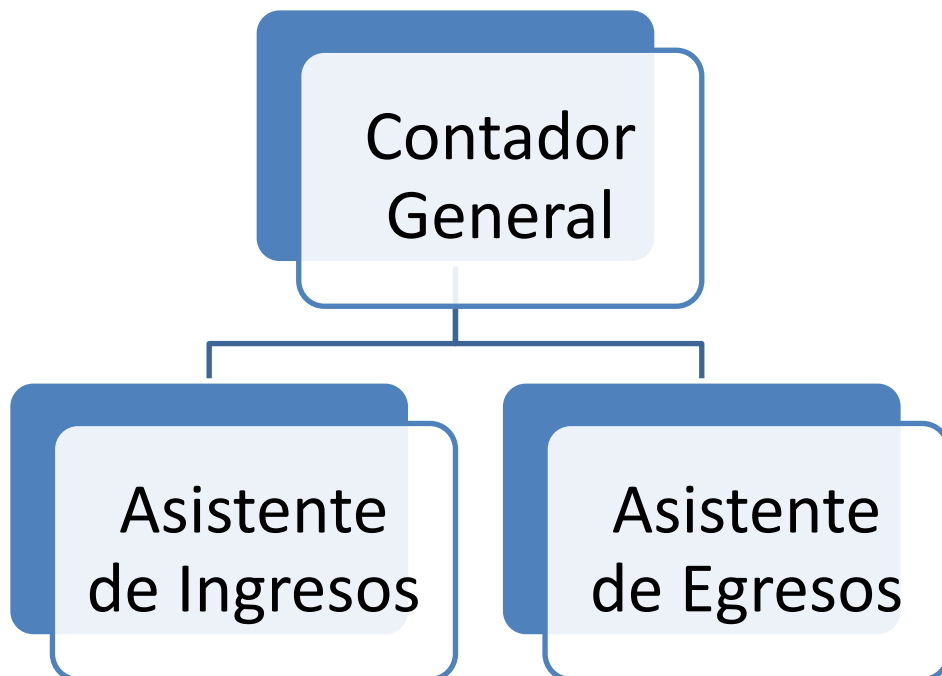 Contador
General
Asistente
de Ingresos
Asistente
de Egresos